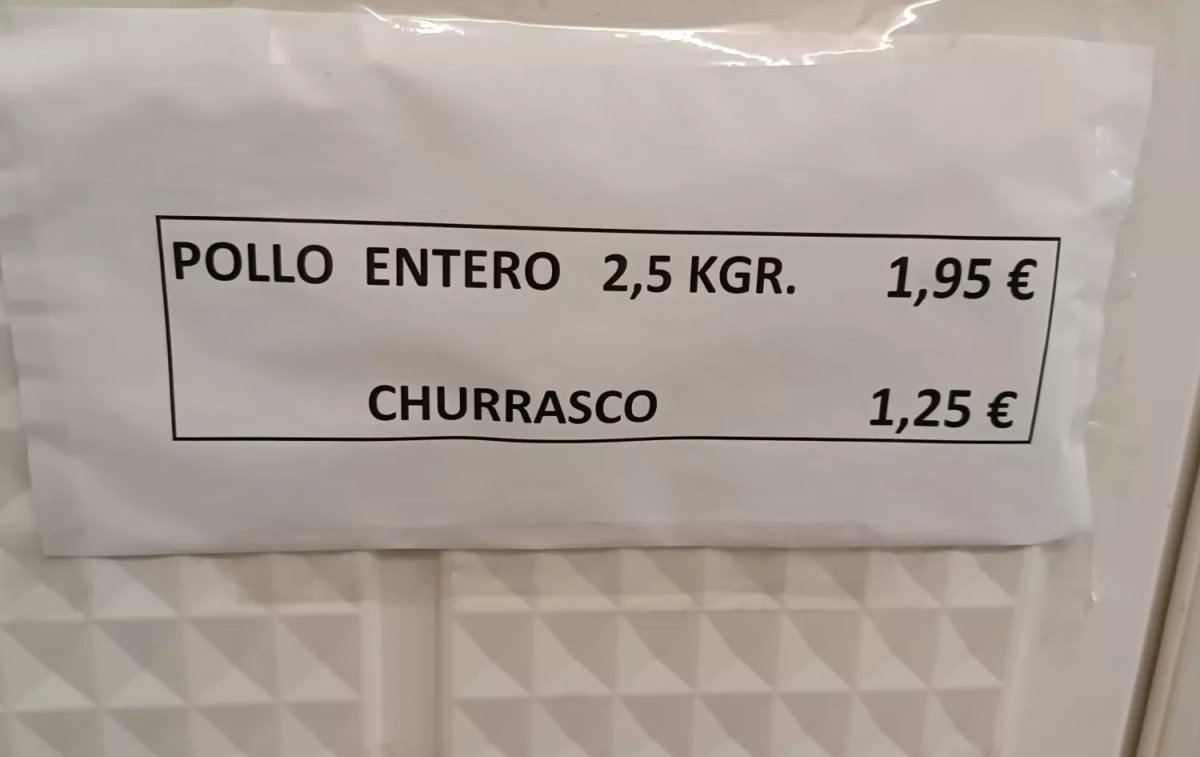 POLLO ENTERO 2,5 KGR. 1,95 €
CHURRASCO 1,25 €